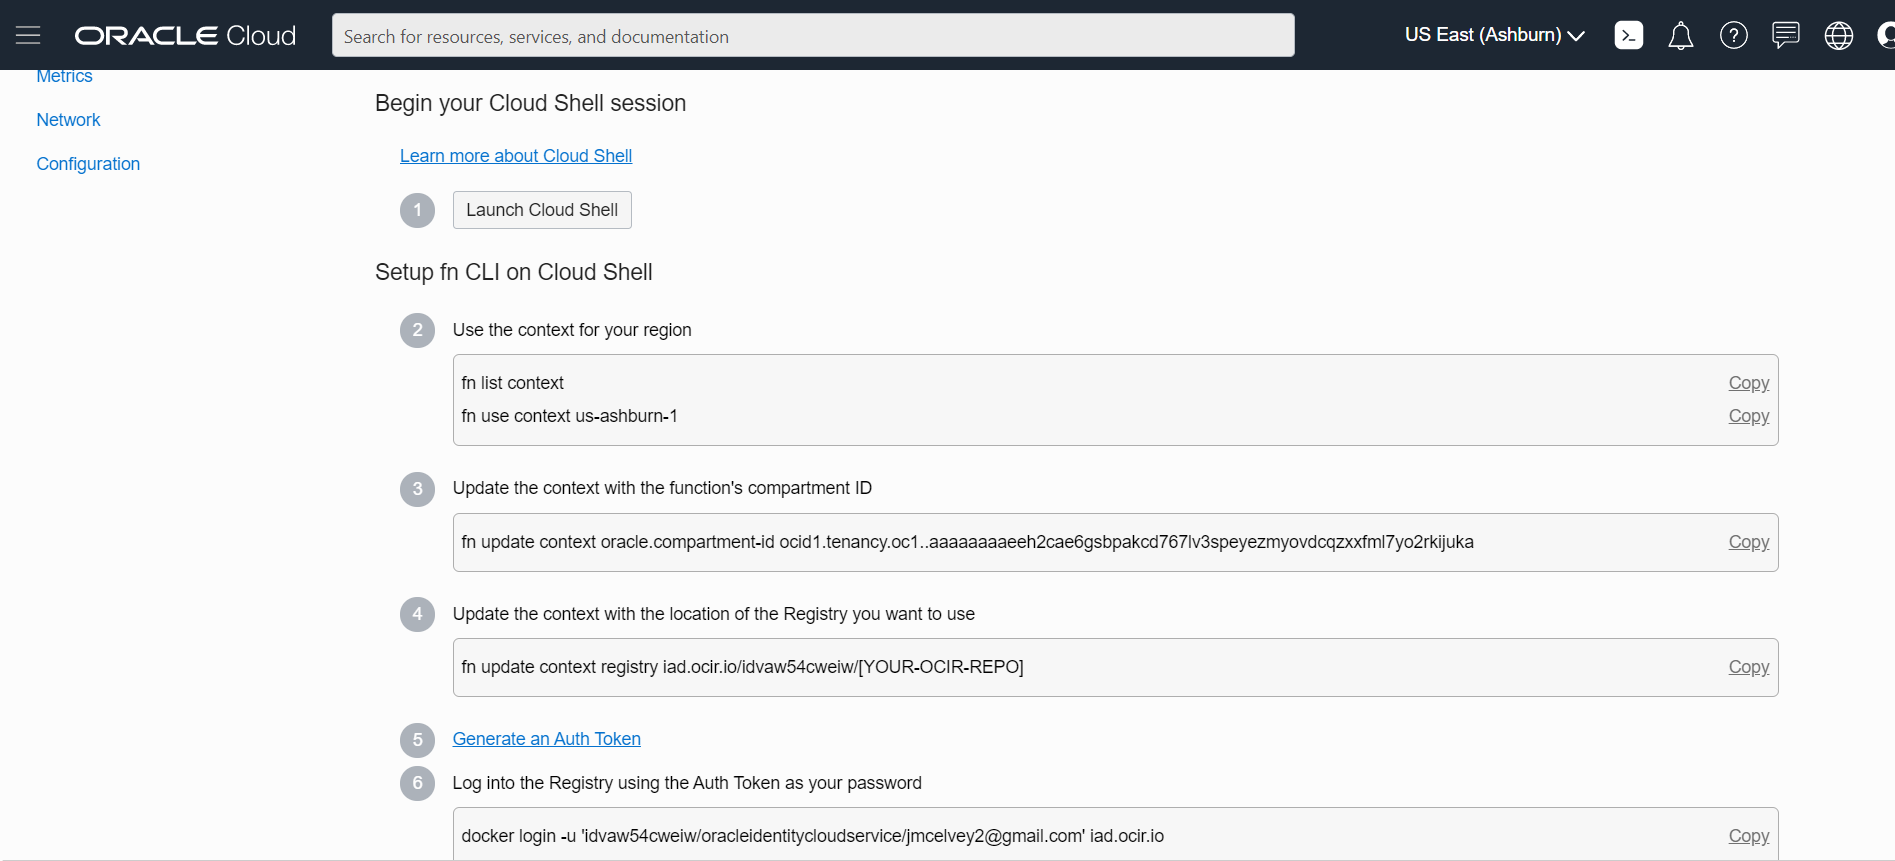 ORACLE Cloud
Search for resources, services, and documentation
US East (Ashburn)
Metrics
Network
Configuration
Begin your Cloud Shell session
Learn more about Cloud Shell
1
Launch Cloud Shell
Setup fn CLI on Cloud Shell
2
Use the context for your region
fn list context
Copy
fn use context us-ashburn-1
Copy
3
Update the context with the function's compartment ID
fn update context oracle.compartment-id ocid1.tenancy.oc1..aaaaaaaaeeh2cae6gsbpakcd767lv3speyezmyovdcqzxxfml7yo2rkijuka
Copy
4
Update the context with the location of the Registry you want to use
fn update context registry iad.ocir.io/idvaw54cweiw/[YOUR-OCIR-REPO]
Copy
5
Generate an Auth Token
6
Log into the Registry using the Auth Token as your password
docker login -u 'idvaw54cweiw/oracleidentitycloudservice/jmcelvey2@gmail.com' iad.ocir.io
Copy